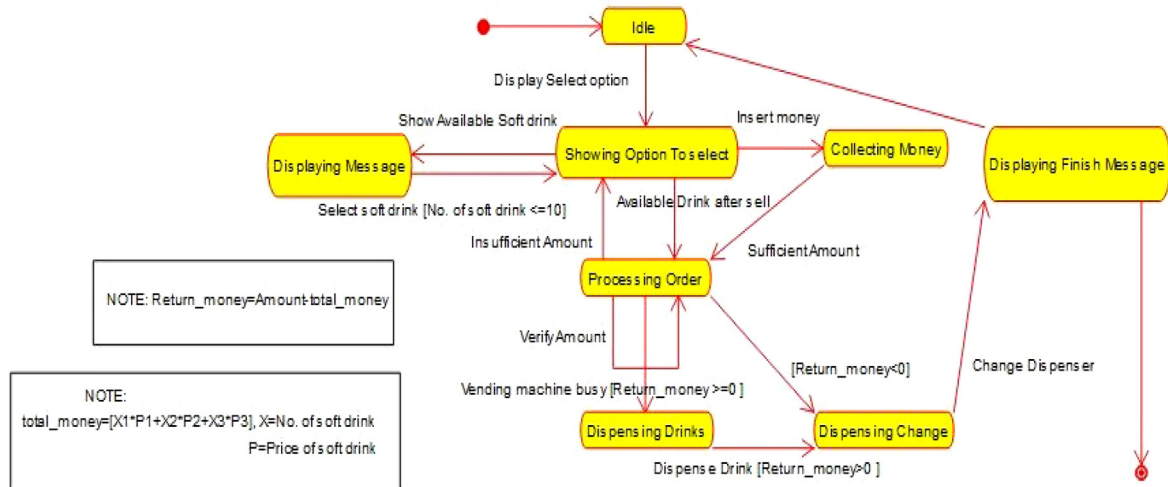 Idle
Display Select option
Show Available Soft drink
Insert money
Displaying Message
Showing Option To select
Collecting Money
Displaying Finish Message
Select soft drink [No. of soft drink <=10]
Available Drink after sell
Insufficient Amount
Sufficient Amount
Processing Order
NOTE: Return_money=Amount-total_money
Verify Amount
[Return_money<0]
Change Dispenser
Vending machine busy [Return_money >=0 ]
NOTE:
total_money=[X1*P1+X2*P2+X3*P3], X=No. of soft drink
P=Price of soft drink
Dispensing Drinks
Dispensing Change
Dispense Drink [Return_money>0 ]